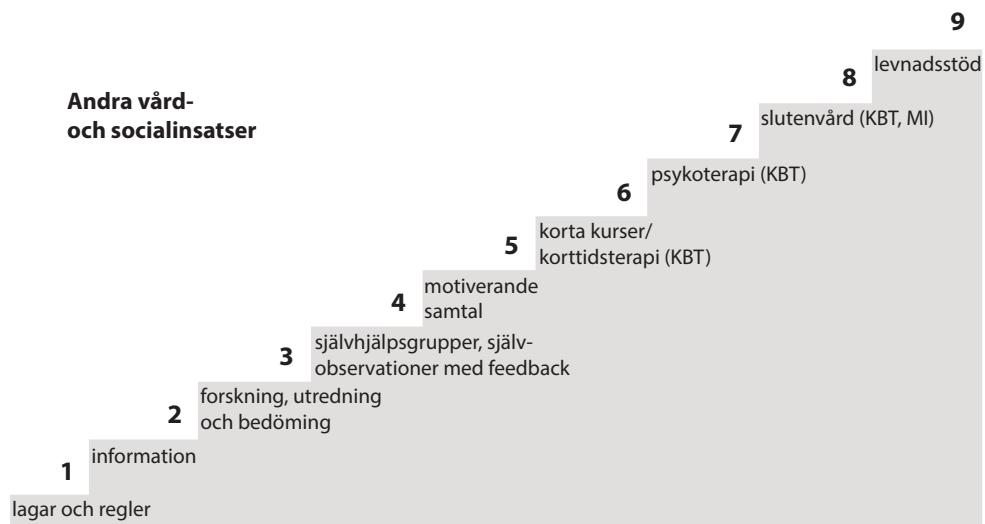 9
levnadsstöd
8
Andra vård-
och socialinsatser
slutenvård (KBT, MI)
7
psykoterapi (KBT)
6
korta kurser/
korttidsterapi (KBT)
5
motiverande
samtal
4
självhjälpsgrupper, själv-
observationer med feedback
3
forskning, utredning
och bedöming
2
information
1
lagar och regler